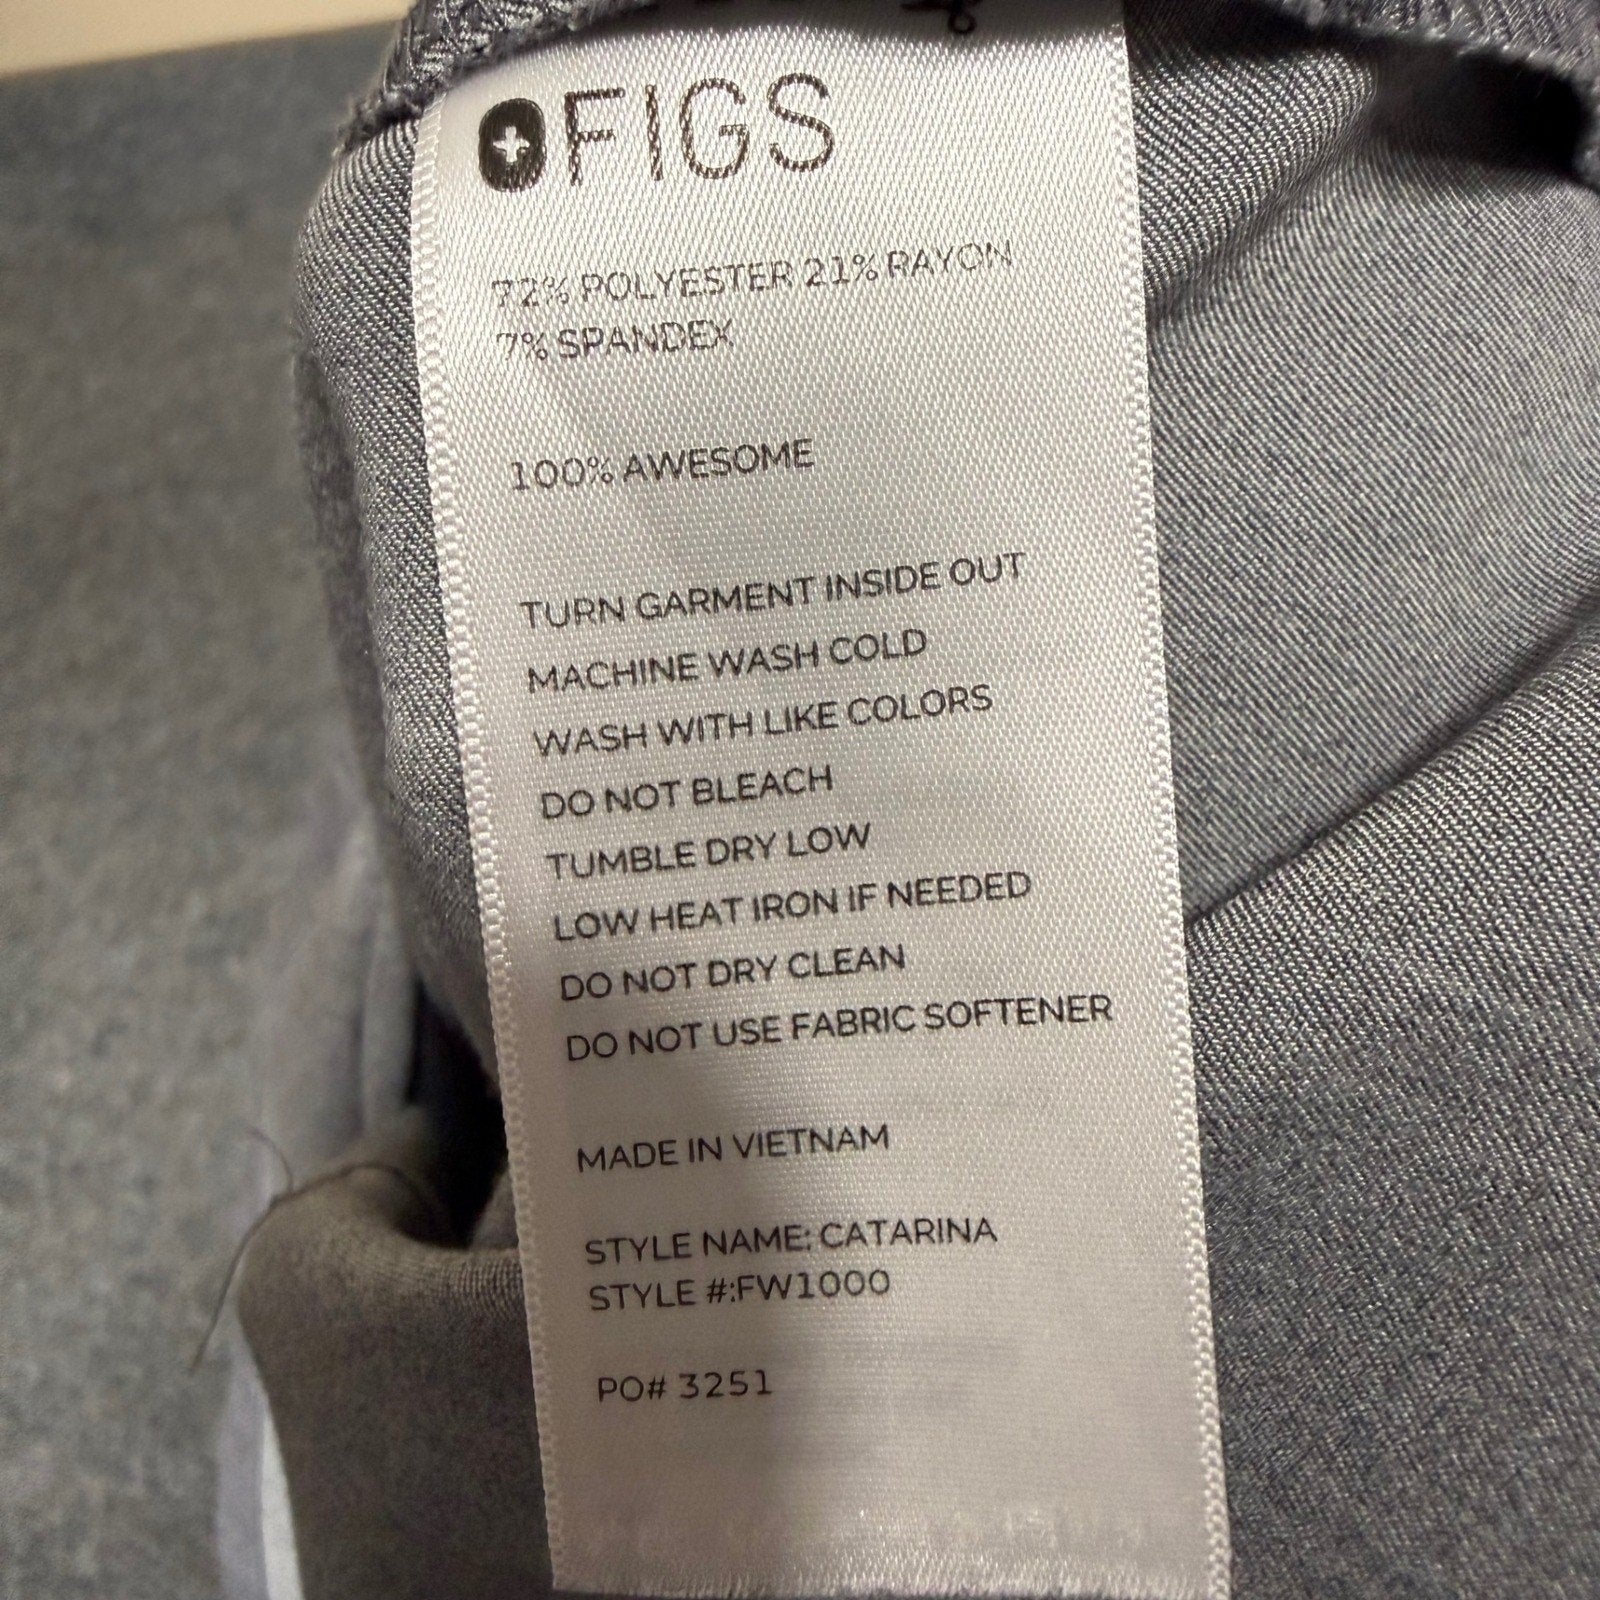 FIGS
72% POLYESTER 21% RAYON
7% SPANDEX
100% AWESOME
TURN GARMENT INSIDE OUT
MACHINE WASH COLD
WASH WITH LIKE COLORS
DO NOT BLEACH
TUMBLE DRY LOW
LOW HEAT IRON IF NEEDED
DO NOT DRY CLEAN
DO NOT USE FABRIC SOFTENER
MADE IN VIETNAM
STYLE NAME: CATARINA
STYLE #:FW1000
PO# 3251